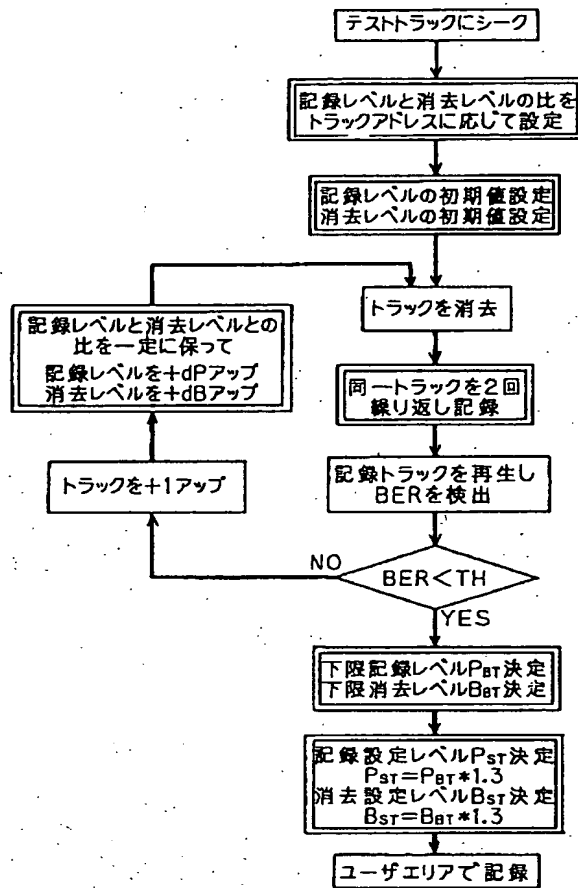 テストトラックにシーク
記録レベルと消去レベルの比を
トラックアドレスに応じて設定
記録レベルの初期値設定
消去レベルの初期値設定
トラックを消去
記録レベルと消去レベルとの
比を一定に保って
記録レベルを+dPアップ
消去レベルを+dBアップ
同一トラックを2回
繰り返し記録
トラックを+1アップ
記録トラックを再生し
BERを検出
NO
BER<TH
YES
下限記録レベルPBT決定
下限消去レベルBBT決定
記録設定レベルPST決定
PST=PBT*1.3
消去設定レベルBST決定
BST=BBT*1.3
ユーザエリアで記録